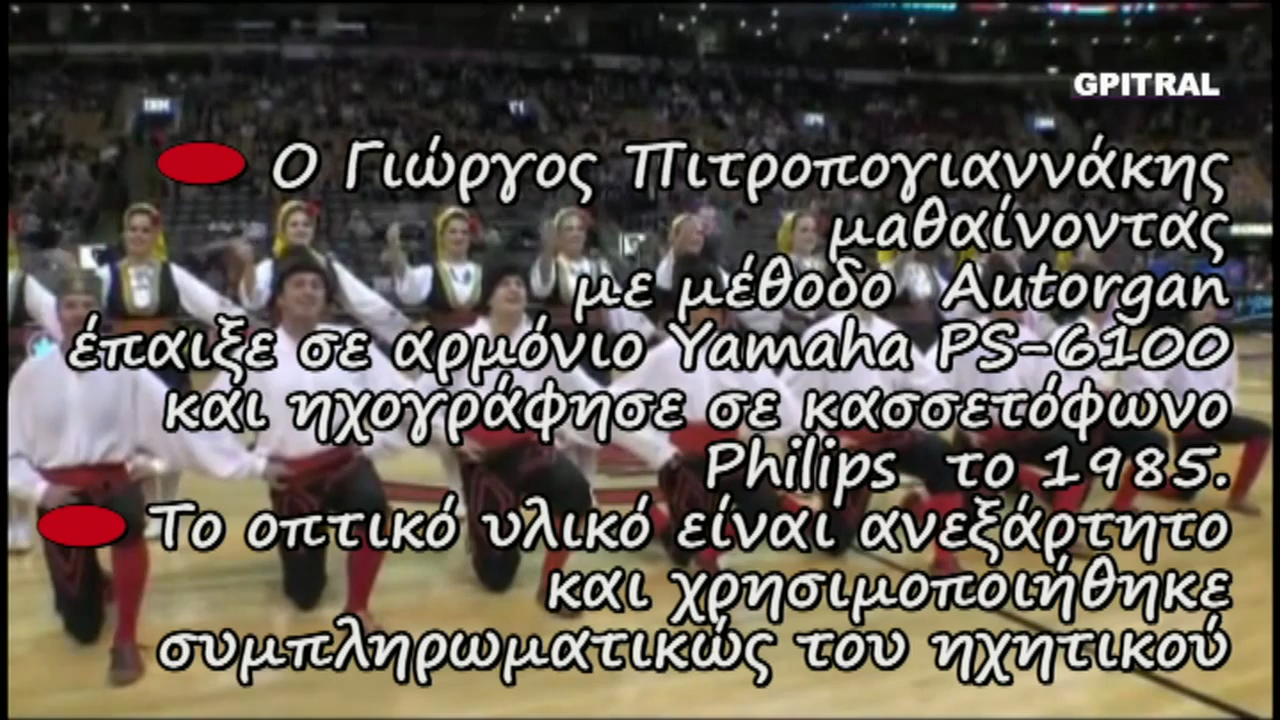 GPITRAL
Ο Γιώργος Πιτροπογιαννάκης
μαθαίνοντας
με μέθοδο Autorgan
έπαιξε σε αρμόνιο Yamaha PS-6100
και ηχογράφησε σε κασσετόφωνο
Philips το 1985.
Το οπτικό υλικό είναι ανεξάρτητο
και χρησιμοποιήθηκε
συμπληρωματικώς του ηχητικού